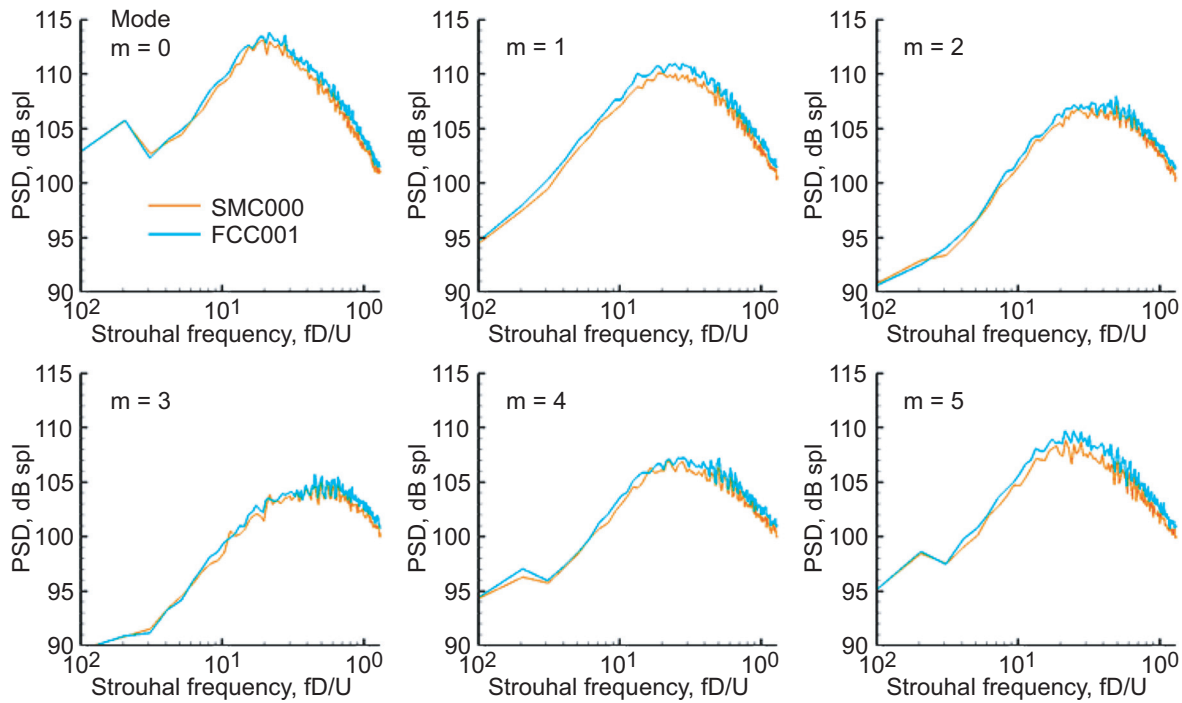 Mode
m = 0
115
110
105
100
95
90
PSD, dB spl
SMC000
FCC001
10²
10¹
10⁰
Strouhal frequency, fD/U
m = 1
115
110
105
100
95
90
PSD, dB spl
10²
10¹
10⁰
Strouhal frequency, fD/U
m = 2
115
110
105
100
95
90
PSD, dB spl
10²
10¹
10⁰
Strouhal frequency, fD/U
m = 3
115
110
105
100
95
90
PSD, dB spl
10²
10¹
10⁰
Strouhal frequency, fD/U
m = 4
115
110
105
100
95
90
PSD, dB spl
10²
10¹
10⁰
Strouhal frequency, fD/U
m = 5
115
110
105
100
95
90
PSD, dB spl
10²
10¹
10⁰
Strouhal frequency, fD/U